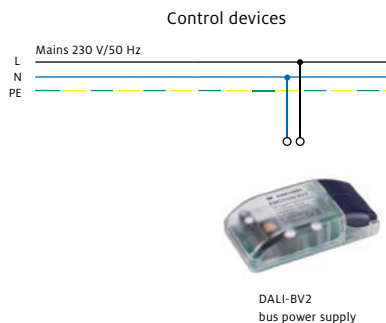 Control devices
Mains 230 V/50 Hz
L
N
PE
DALI-BV2
bus power supply